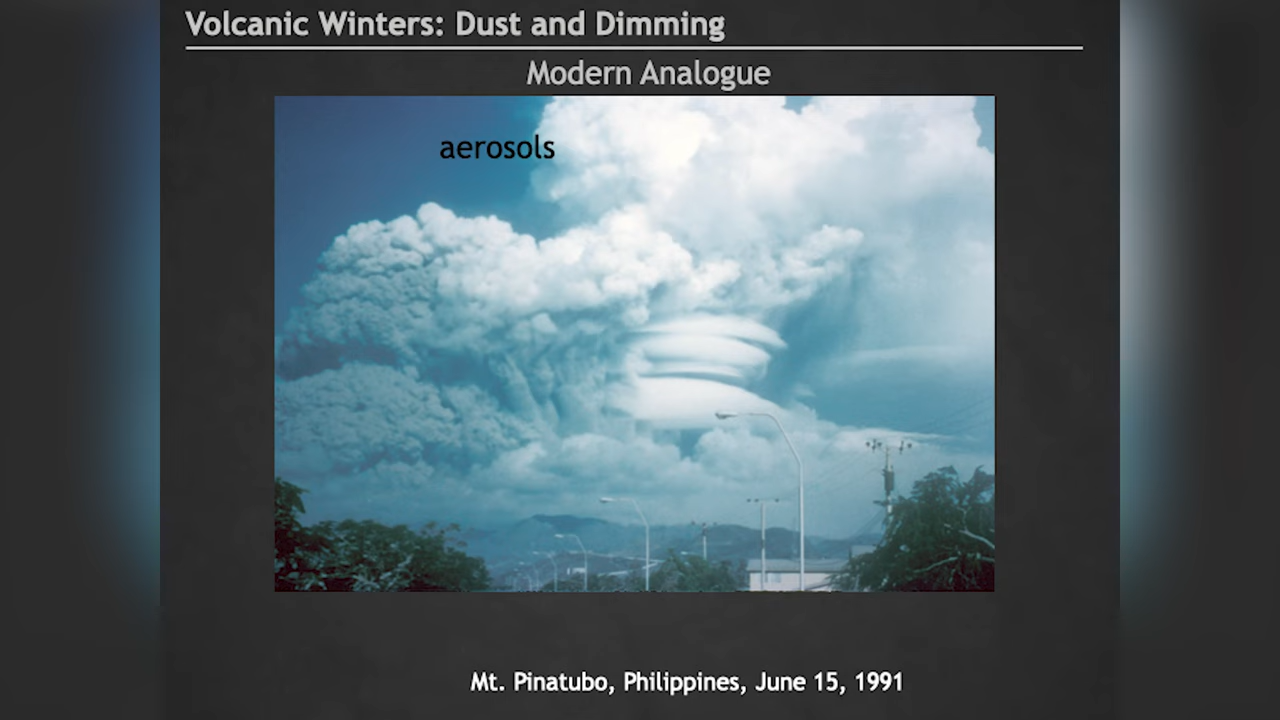 Volcanic Winters: Dust and Dimming
Modern Analogue
aerosols
Mt. Pinatubo, Philippines, June 15, 1991